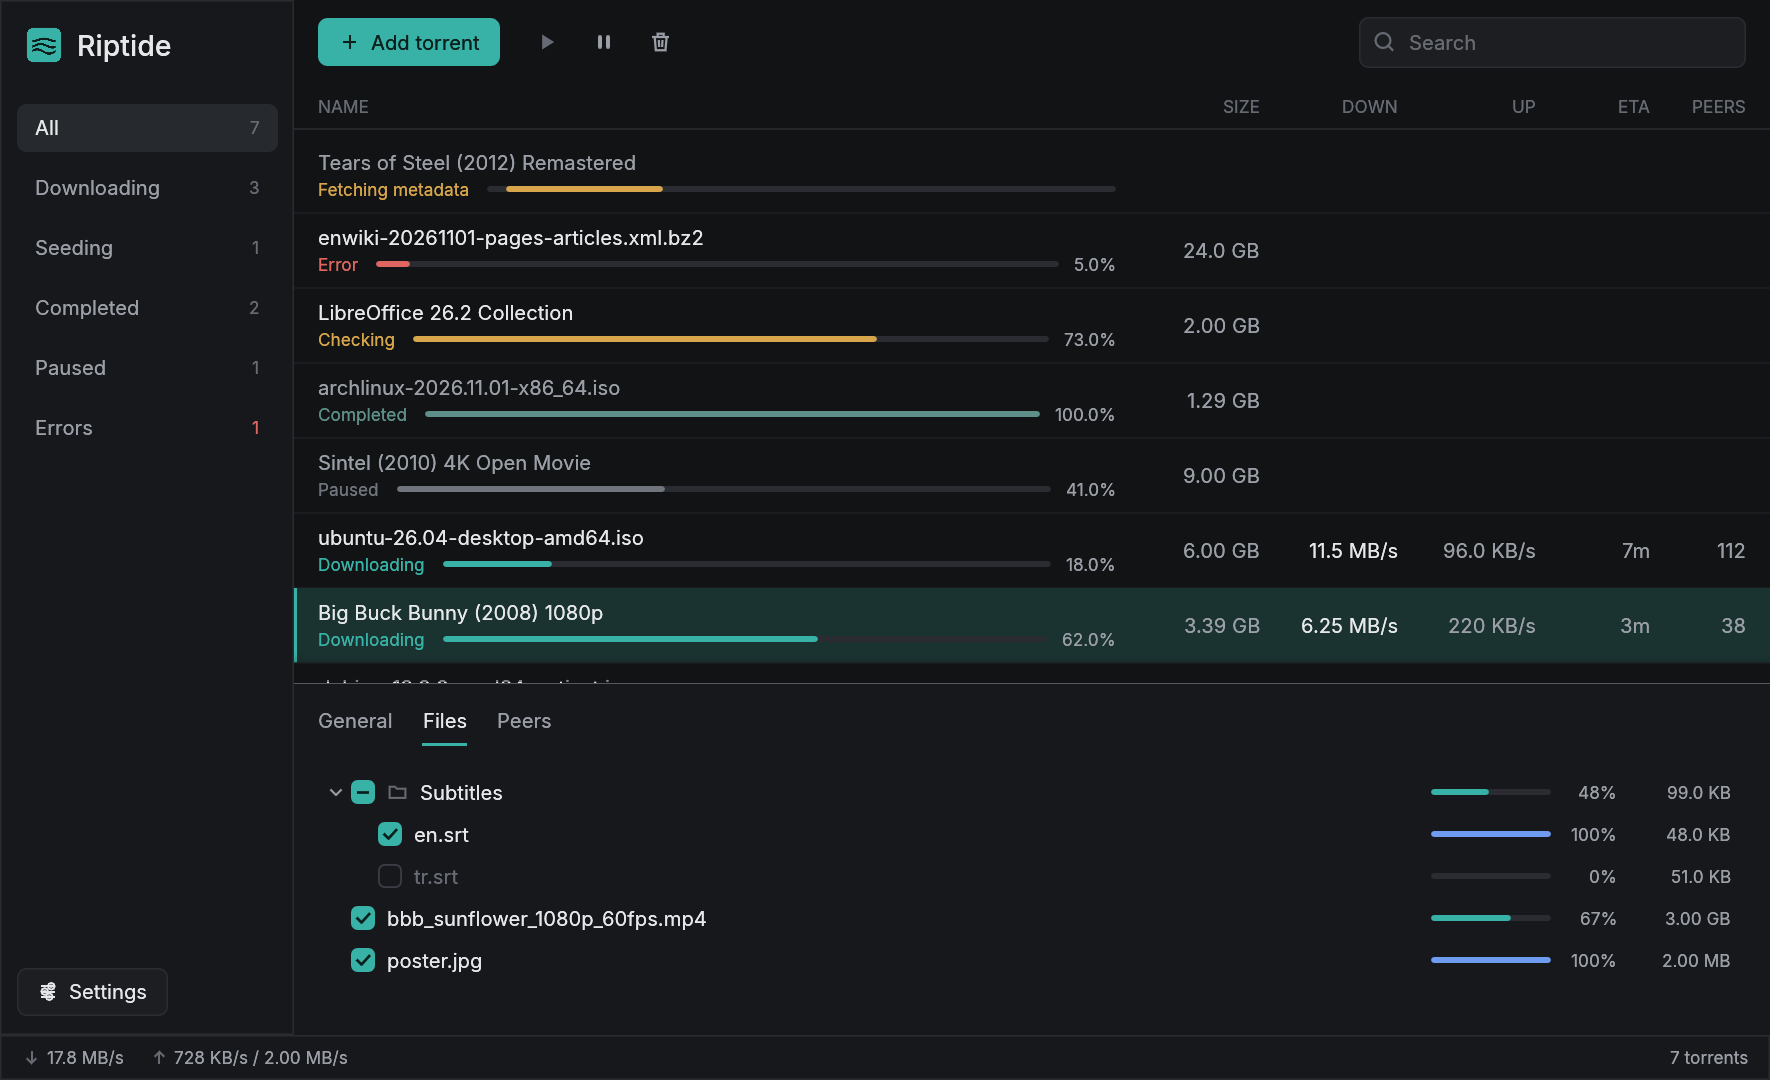 Riptide
Add torrent
Search
All 7
Downloading 3
Seeding 1
Completed 2
Paused 1
Errors 1
Settings
NAME SIZE DOWN UP ETA PEERS
Tears of Steel (2012) Remastered
Fetching metadata
enwiki-20261101-pages-articles.xml.bz2
Error 5.0% 24.0 GB
LibreOffice 26.2 Collection
Checking 73.0% 2.00 GB
archlinux-2026.11.01-x86_64.iso
Completed 100.0% 1.29 GB
Sintel (2010) 4K Open Movie
Paused 41.0% 9.00 GB
ubuntu-26.04-desktop-amd64.iso
Downloading 18.0% 6.00 GB 11.5 MB/s 96.0 KB/s 7m 112
Big Buck Bunny (2008) 1080p
Downloading 62.0% 3.39 GB 6.25 MB/s 220 KB/s 3m 38
General Files Peers
Subtitles 48% 99.0 KB
en.srt 100% 48.0 KB
tr.srt 0% 51.0 KB
bbb_sunflower_1080p_60fps.mp4 67% 3.00 GB
poster.jpg 100% 2.00 MB
↓ 17.8 MB/s ↑ 728 KB/s / 2.00 MB/s 7 torrents